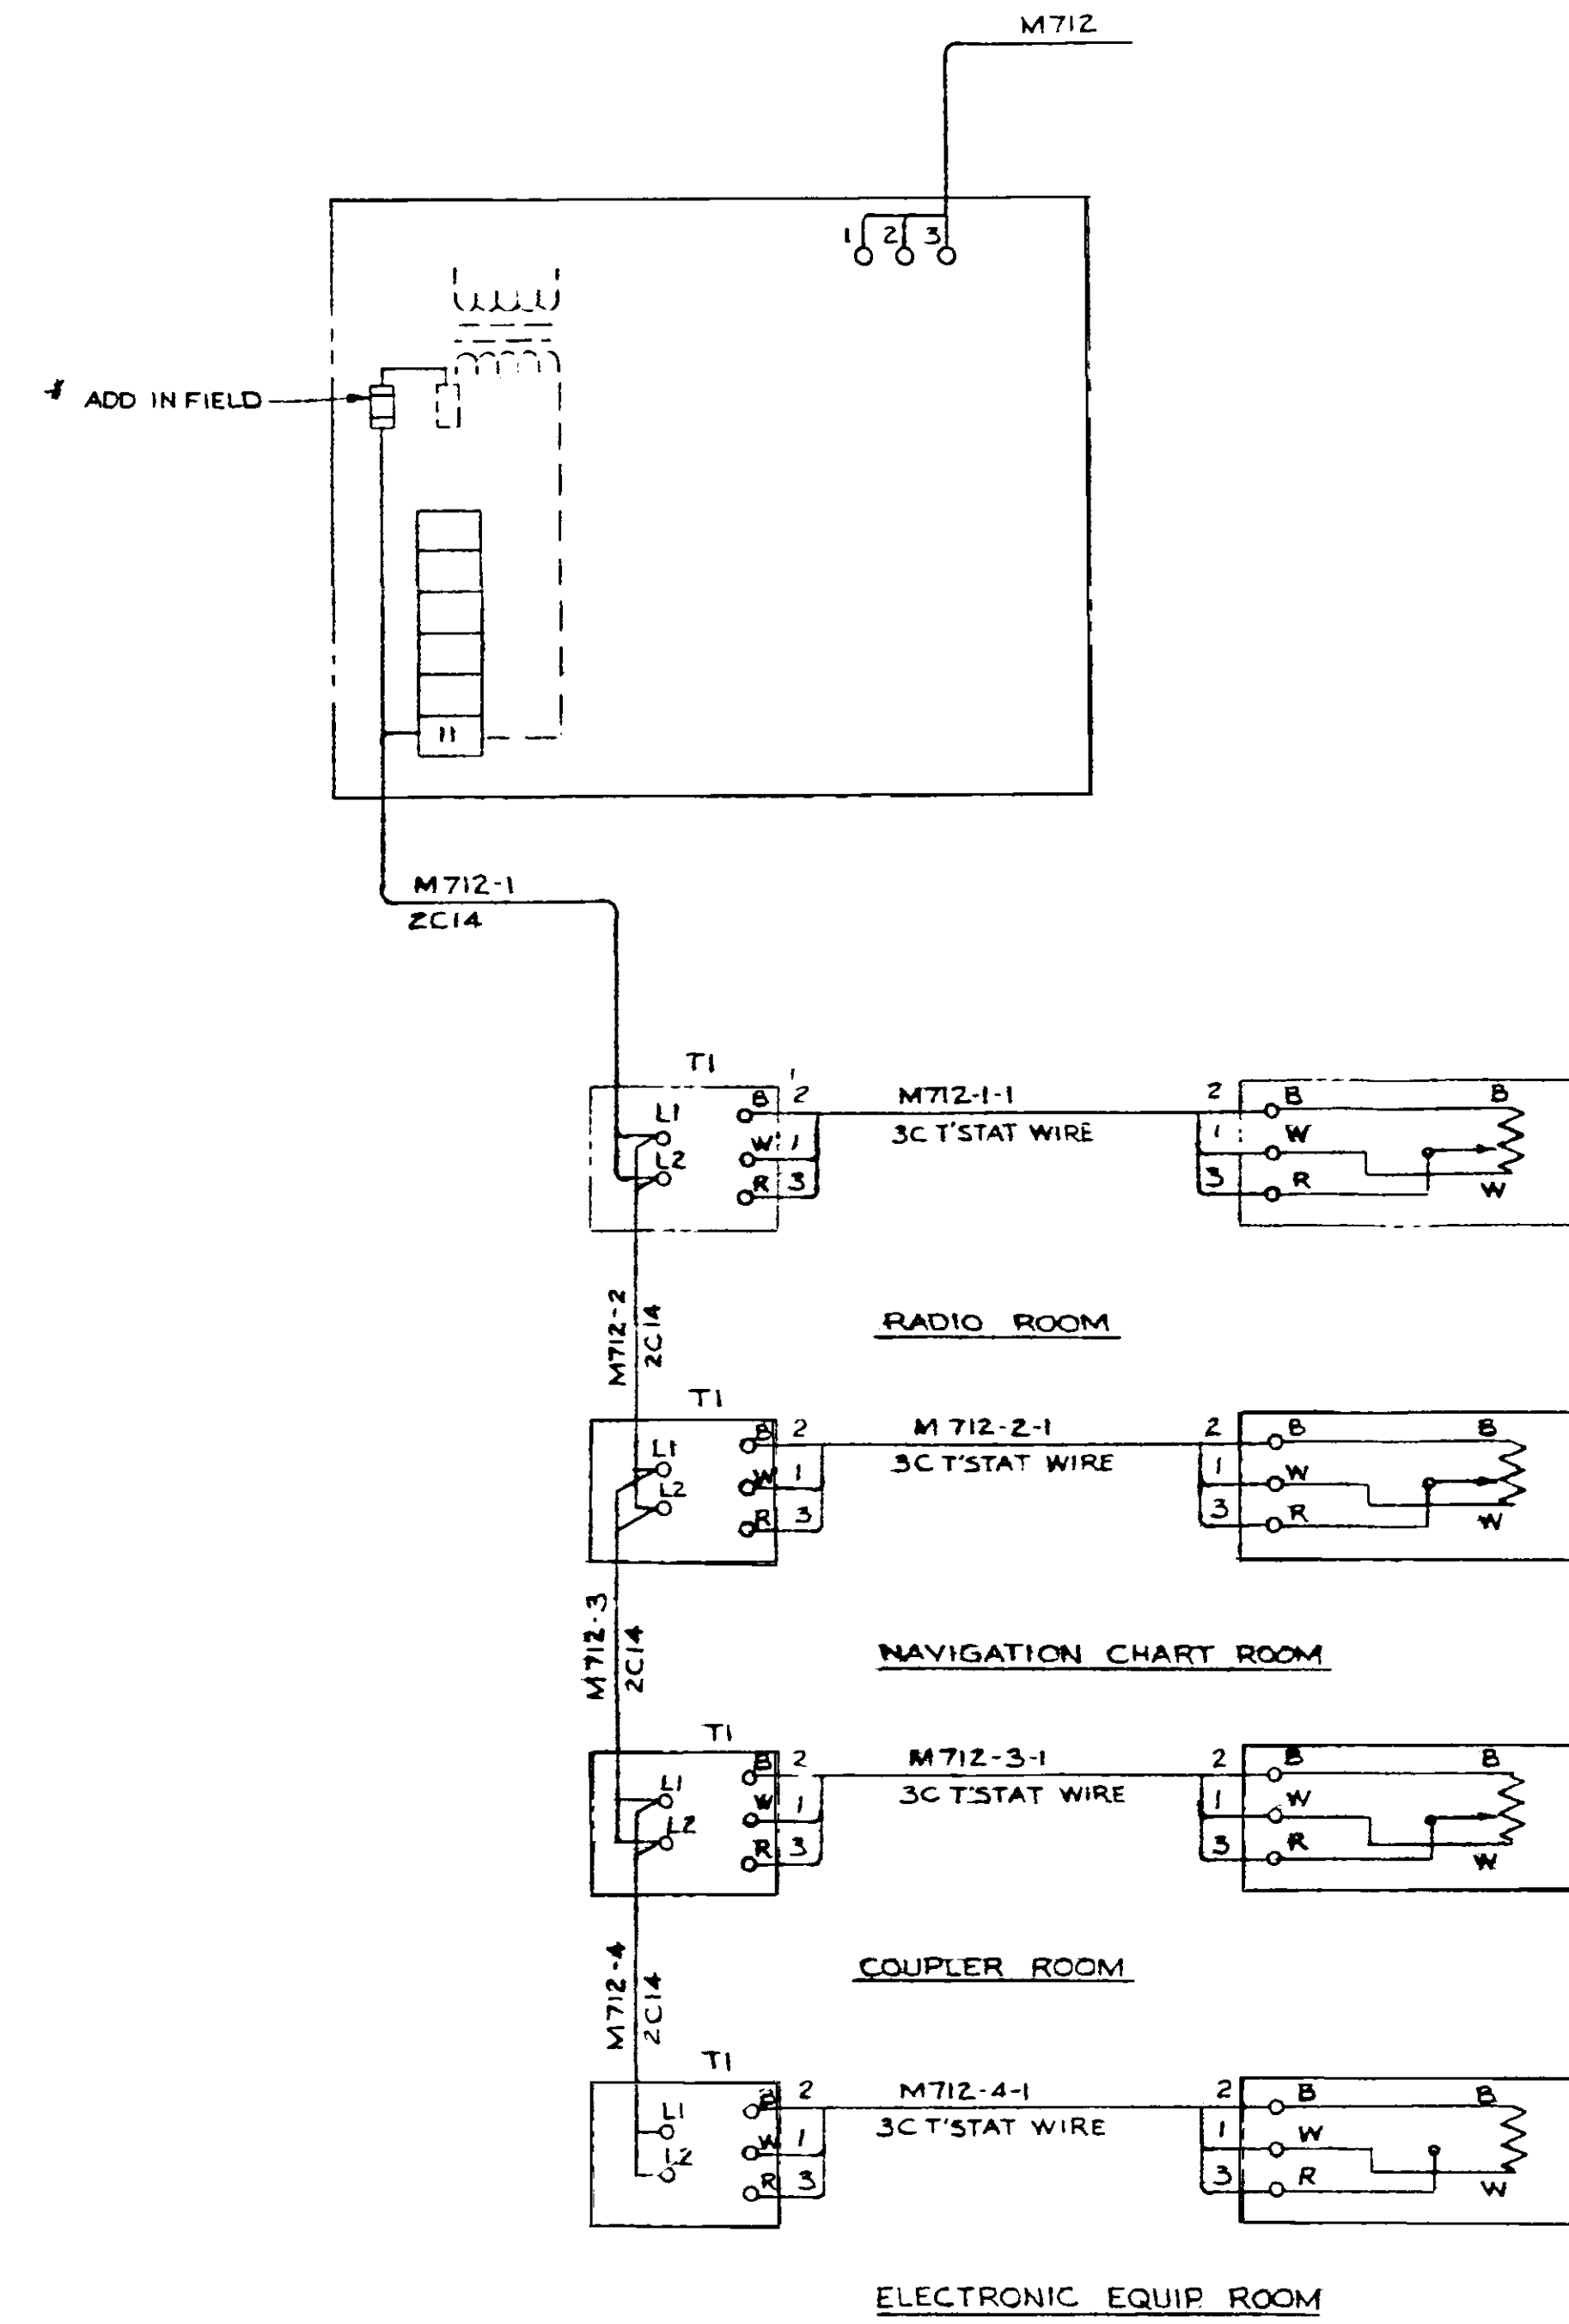 M712
1 2 3
* ADD IN FIELD
11
M712-1
2C14
T1
L1
L2
B 2
W 1
R 3
M712-1-1
3C T'STAT WIRE
2 B B
1 W
3 R W
RADIO ROOM
M712-2
2C14
T1
L1
L2
B 2
W 1
R 3
M712-2-1
3C T'STAT WIRE
2 B B
1 W
3 R W
NAVIGATION CHART ROOM
M712-3
2C14
T1
L1
L2
B 2
W 1
R 3
M712-3-1
3C T'STAT WIRE
2 B B
1 W
3 R W
COUPLER ROOM
M712-4
2C14
T1
L1
L2
B 2
W 1
R 3
M712-4-1
3C T'STAT WIRE
2 B B
1 W
3 R W
ELECTRONIC EQUIP. ROOM